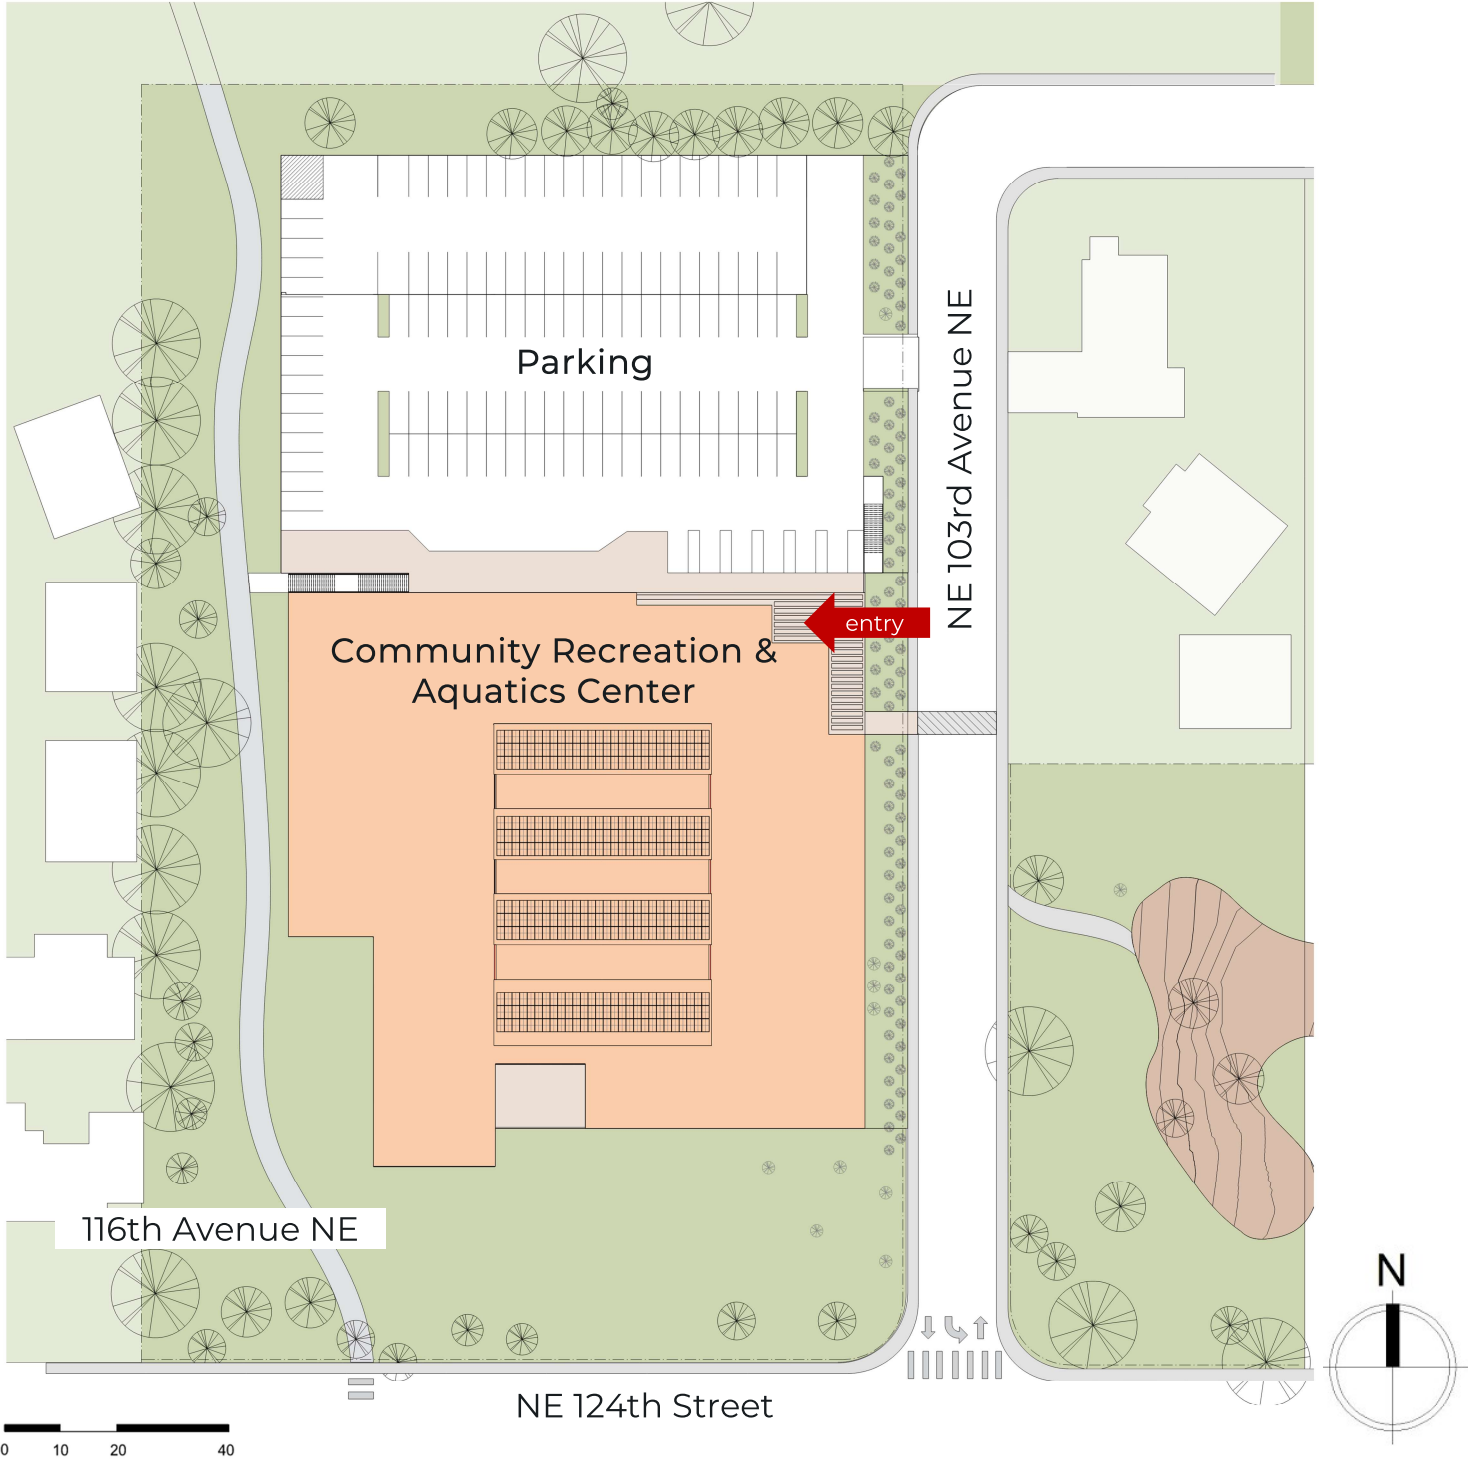 Parking
NE 103rd Avenue NE
entry
Community Recreation &
Aquatics Center
116th Avenue NE
NE 124th Street
N
0 10 20 40